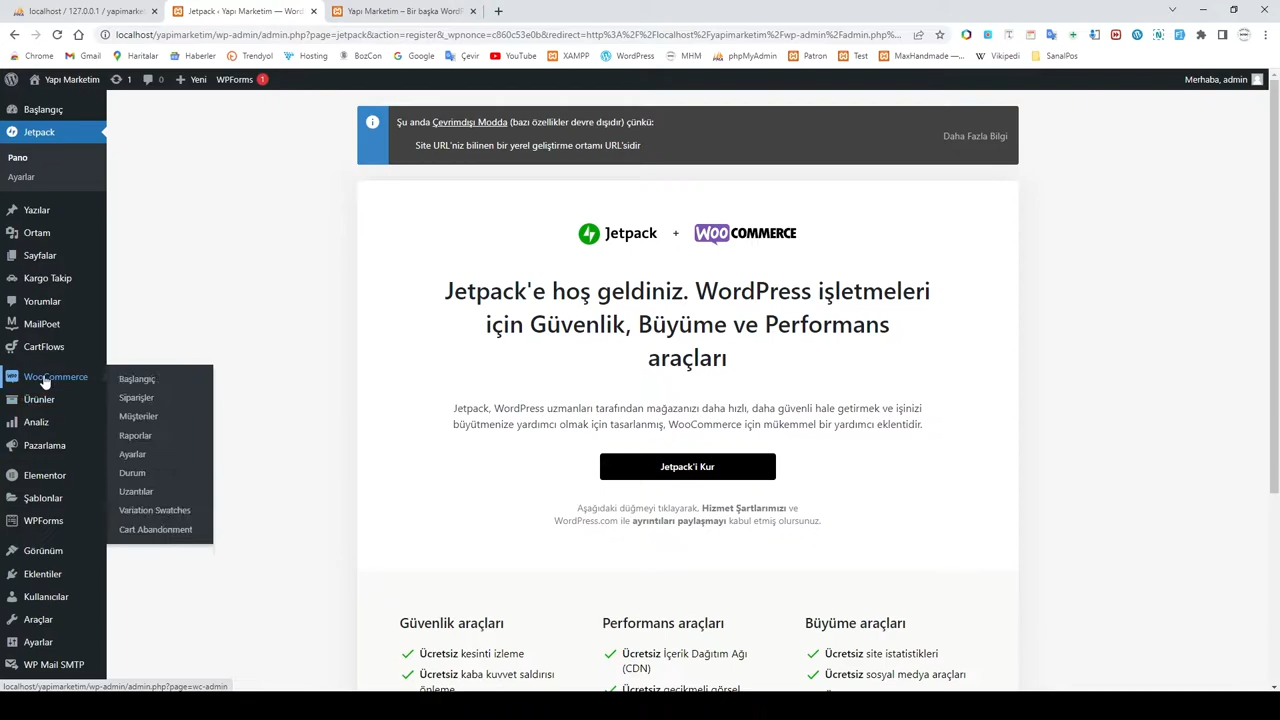 localhost / 127.0.0.1 / yapimarket
Jetpack ‹ Yapı Marketim — Word
Yapı Marketim – Bir başka WordP
localhost/yapimarketim/wp-admin/admin.php?page=jetpack&action=register&_wpnonce=c860c53e0b&redirect=http%3A%2F%2Flocalhost%2Fyapimarketim%2Fwp-admin%2Fadmin.php%...
Chrome
Gmail
Haritalar
Haberler
Trendyol
Hosting
BozCon
Google
Çevir
YouTube
XAMPP
WordPress
MHM
phpMyAdmin
Patron
Test
MaxHandmade —...
Vikipedi
SanalPos
Yapı Marketim
1
0
Yeni
WPForms
1
Merhaba, admin
Başlangıç
Jetpack
Pano
Ayarlar
Yazılar
Ortam
Sayfalar
Kargo Takip
Yorumlar
MailPoet
CartFlows
WooCommerce
Ürünler
Analiz
Pazarlama
Elementor
Şablonlar
WPForms
Görünüm
Eklentiler
Kullanıcılar
Araçlar
Ayarlar
WP Mail SMTP
Başlangıç
Siparişler
Müşteriler
Raporlar
Ayarlar
Durum
Uzantılar
Variation Swatches
Cart Abandonment
Şu anda Çevrimdışı Modda (bazı özellikler devre dışıdır) çünkü:
Site URL'niz bilinen bir yerel geliştirme ortamı URL'sidir
Daha Fazla Bilgi
Jetpack + WOOCOMMERCE
Jetpack'e hoş geldiniz. WordPress işletmeleri
için Güvenlik, Büyüme ve Performans
araçları
Jetpack, WordPress uzmanları tarafından mağazanızı daha hızlı, daha güvenli hale getirmek ve işinizi
büyütmenize yardımcı olmak için tasarlanmış, WooCommerce için mükemmel bir yardımcı eklentidir.
Jetpack'i Kur
Aşağıdaki düğmeyi tıklayarak, Hizmet Şartlarımızı ve
WordPress.com ile ayrıntıları paylaşmayı kabul etmiş olursunuz.
Güvenlik araçları
Ücretsiz kesinti izleme
Ücretsiz kaba kuvvet saldırısı
önleme
Performans araçları
Ücretsiz İçerik Dağıtım Ağı
(CDN)
Ücretsiz gecikmeli görsel
Büyüme araçları
Ücretsiz site istatistikleri
Ücretsiz sosyal medya araçları
localhost/yapimarketim/wp-admin/admin.php?page=wc-admin